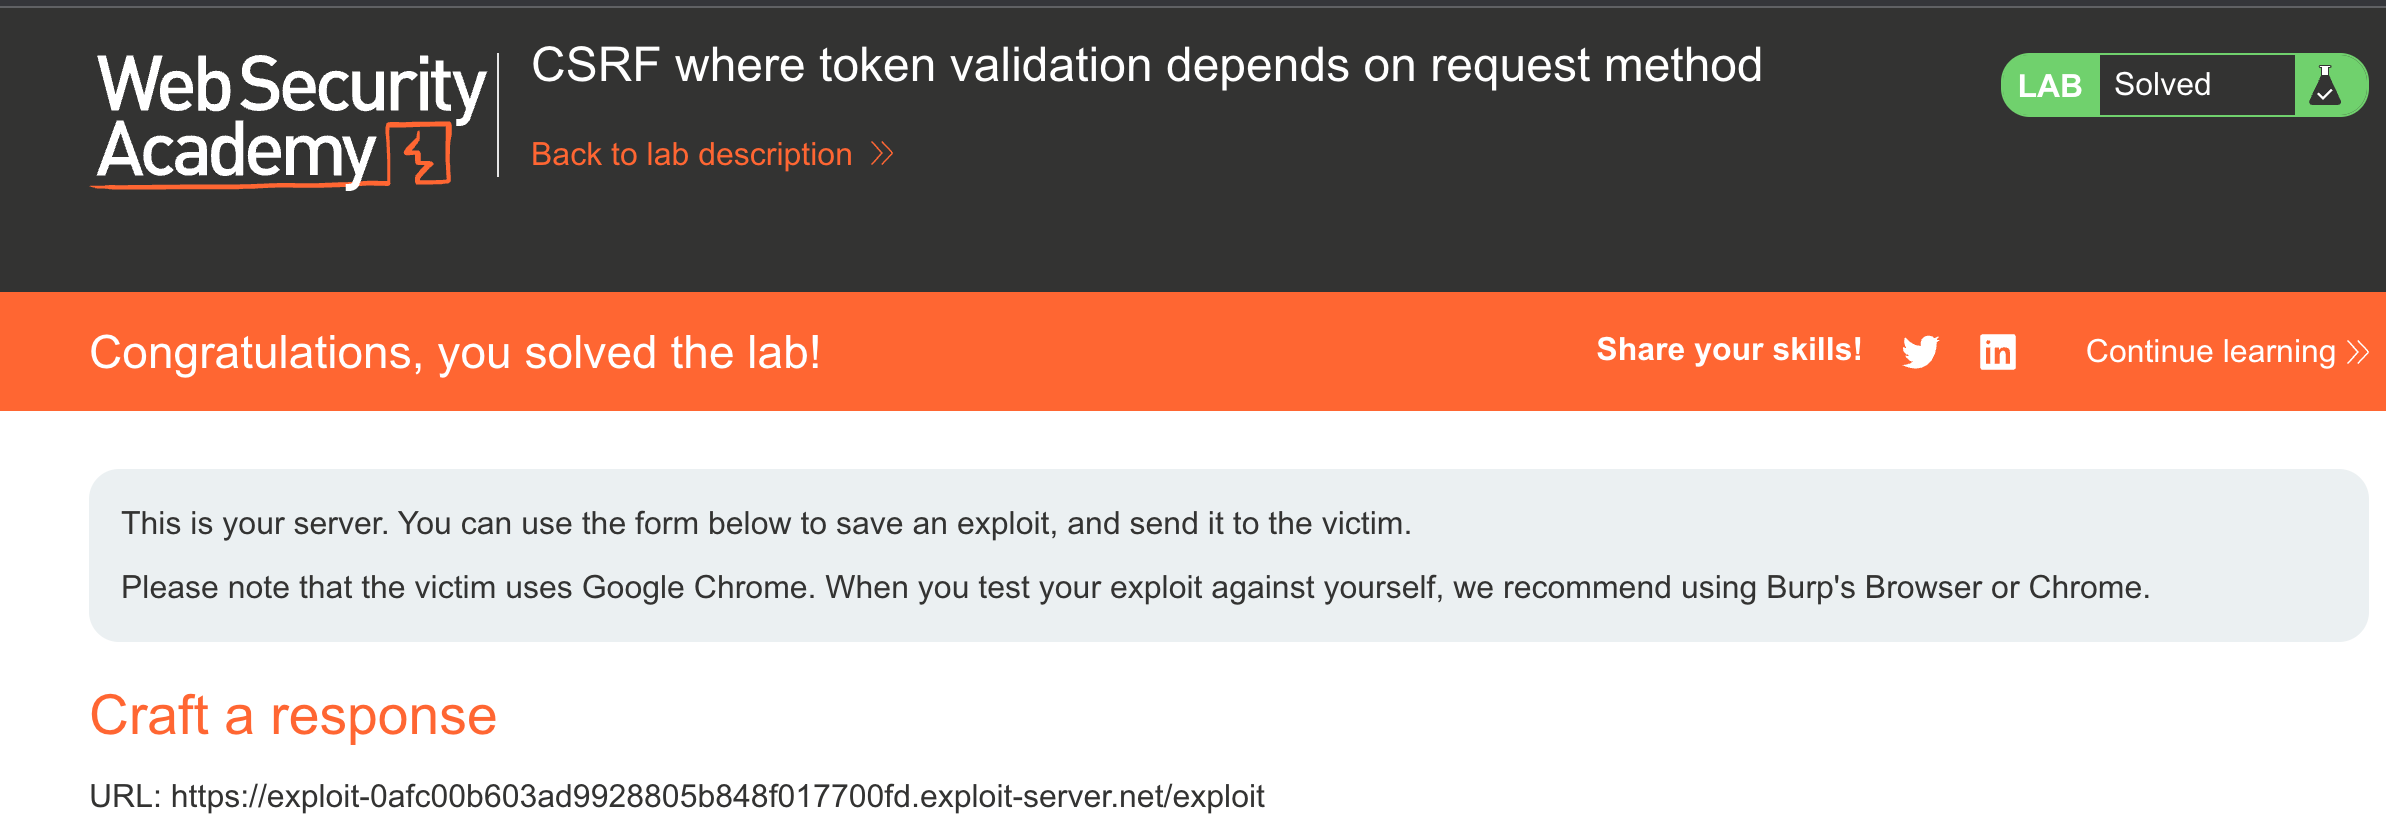 Web Security
Academy
CSRF where token validation depends on request method
Back to lab description
LAB Solved
Congratulations, you solved the lab!
Share your skills!
in
Continue learning
This is your server. You can use the form below to save an exploit, and send it to the victim.
Please note that the victim uses Google Chrome. When you test your exploit against yourself, we recommend using Burp's Browser or Chrome.
Craft a response
URL: https://exploit-0afc00b603ad9928805b848f017700fd.exploit-server.net/exploit